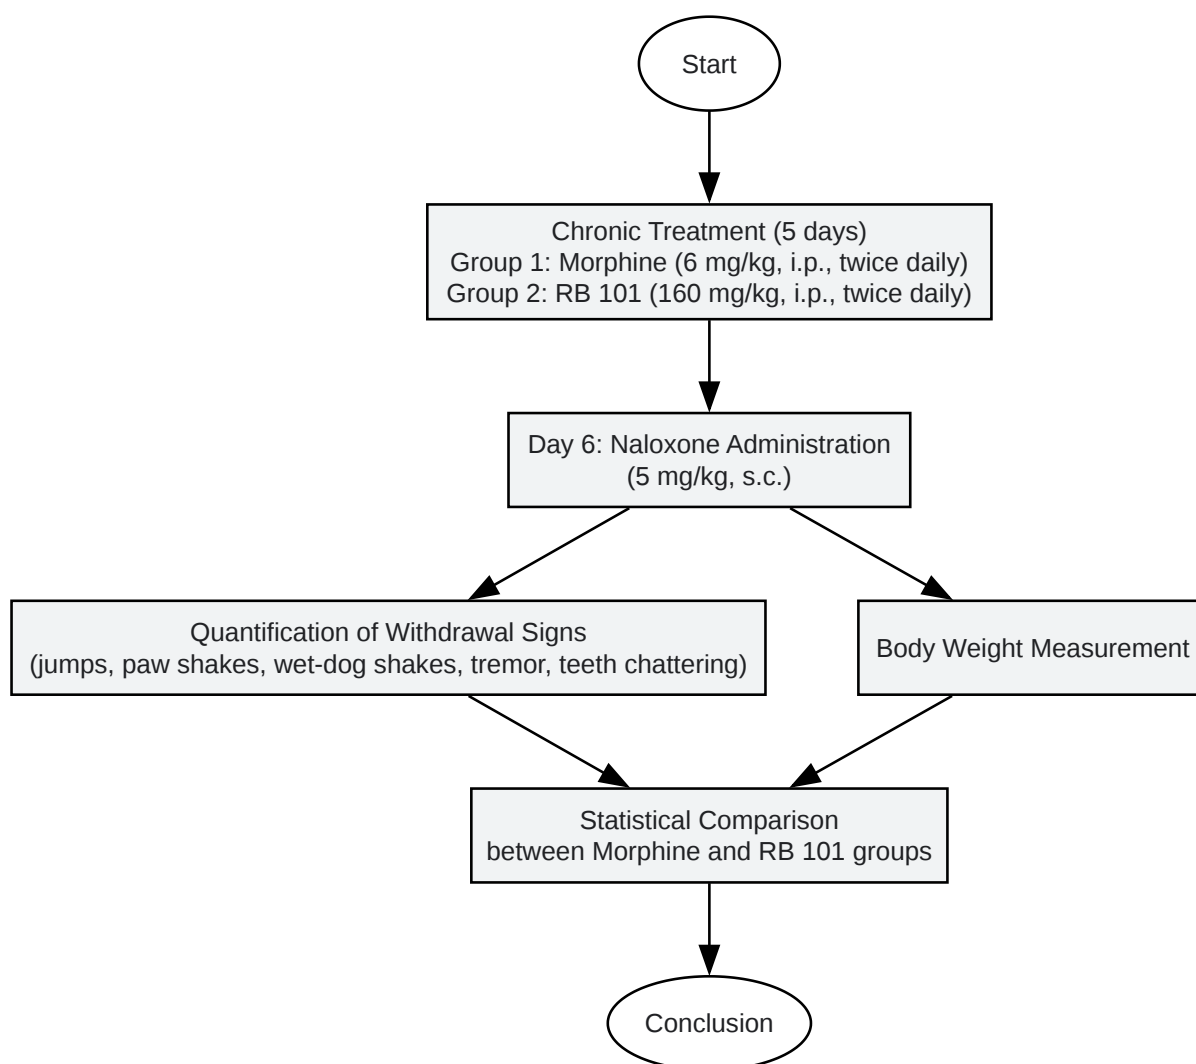 Start
Chronic Treatment (5 days)
Group 1: Morphine (6 mg/kg, i.p., twice daily)
Group 2: RB 101 (160 mg/kg, i.p., twice daily)
Day 6: Naloxone Administration
(5 mg/kg, s.c.)
Quantification of Withdrawal Signs
(jumps, paw shakes, wet-dog shakes, tremor, teeth chattering)
Body Weight Measurement
Statistical Comparison
between Morphine and RB 101 groups
Conclusion